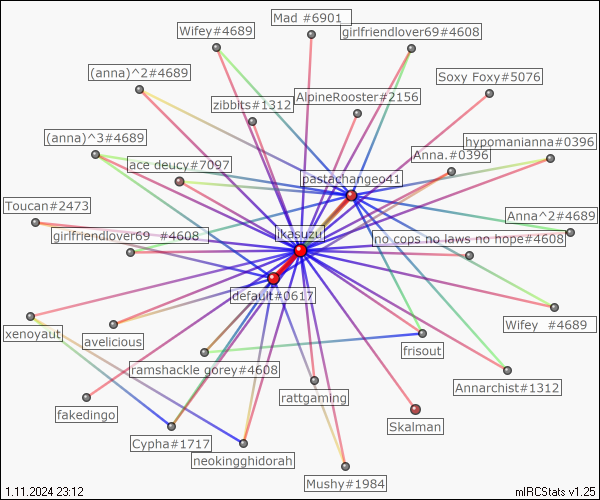 Mad #6901
Wifey#4689
girlfriendlover69#4608
(anna)^2#4689
Soxy Foxy#5076
AlpineRooster#2156
zibbits#1312
(anna)^3#4689
hypomanianna#0396
Anna.#0396
ace deucy#7097
pastachangeo41
Toucan#2473
Anna^2#4689
ikasuzu
girlfriendlover69 #4608
no cops no laws no hope#4608
default#0617
Wifey #4689
xenoyaut
avelicious
frisout
ramshackle gorey#4608
Annarchist#1312
rattgaming
fakedingo
Skalman
Cypha#1717
neokingghidorah
Mushy#1984
1.11.2024 23:12
mIRCStats v1.25